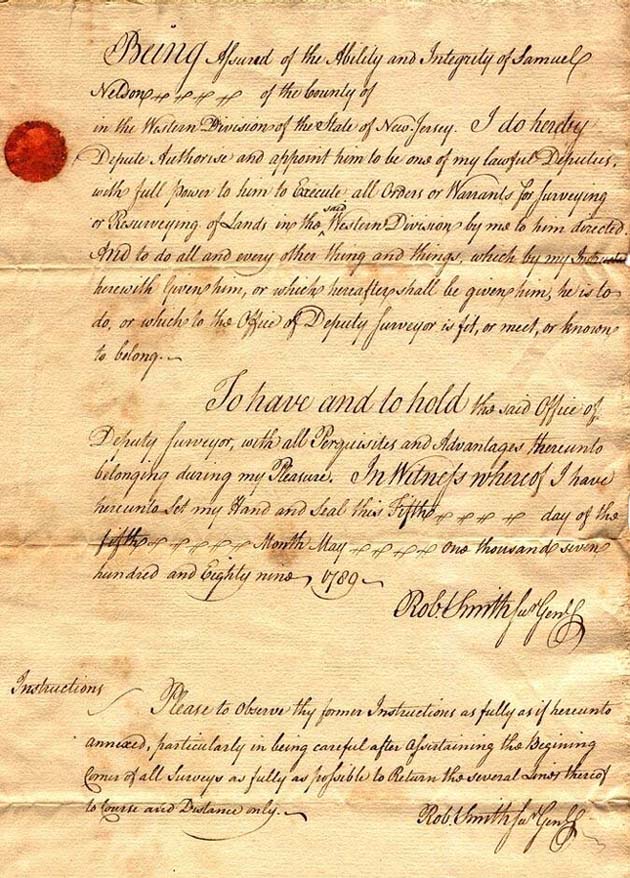 Being Assured of the Ability and Integrity of Samuel
Nelson of the County of
in the Western Division of the State of New Jersey. I do hereby
Depute Authorise and appoint him to be one of my lawful Deputies,
with full Power to him to Execute all Orders or Warrants for Surveying
or Resurveying of Lands in the said Western Division by me to him directed.
And to do all and every other thing and things, which by my
herewith Given him, or which hereafter shall be given him, he is to
do, or which to the Office of Deputy Surveyor is fit, or meet, or known
to belong.
To have and to hold the said Office of
Deputy Surveyor, with all Perquisites and Advantages thereunto
belonging during my Pleasure. In Witness whereof I have
hereunto Set my Hand and Seal this Fifth day of the
fifth Month May one thousand seven
hundred and Eighty nine 1789
Robt Smith Jur Genl
Instructions
Please to Observe thy former Instructions as fully as if hereunto
annexed, particularly in being careful after Assirtaining the Begining
Corner of all Surveys as fully as possible to Return the several Lines thereof
to Course and Distance only.
Rob. Smith Jur Genl